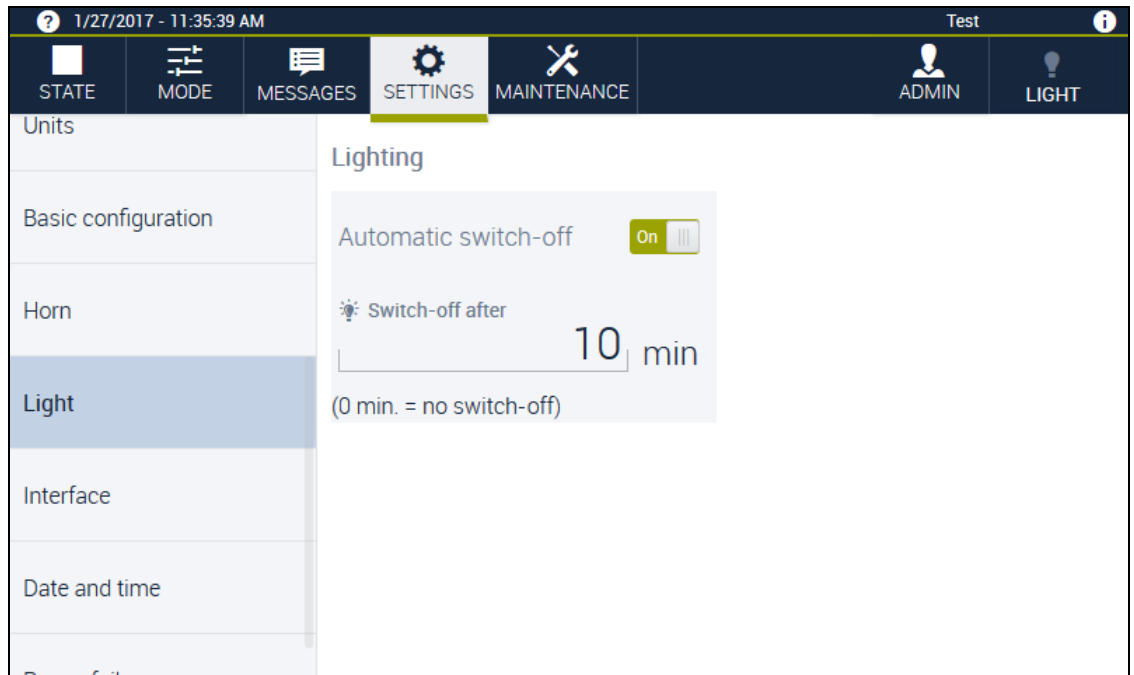 ? 1/27/2017 - 11:35:39 AM Test i
STATE MODE MESSAGES SETTINGS MAINTENANCE ADMIN LIGHT
Units
Lighting
Basic configuration
Automatic switch-off On
Horn
Switch-off after
10 min
Light
(0 min. = no switch-off)
Interface
Date and time